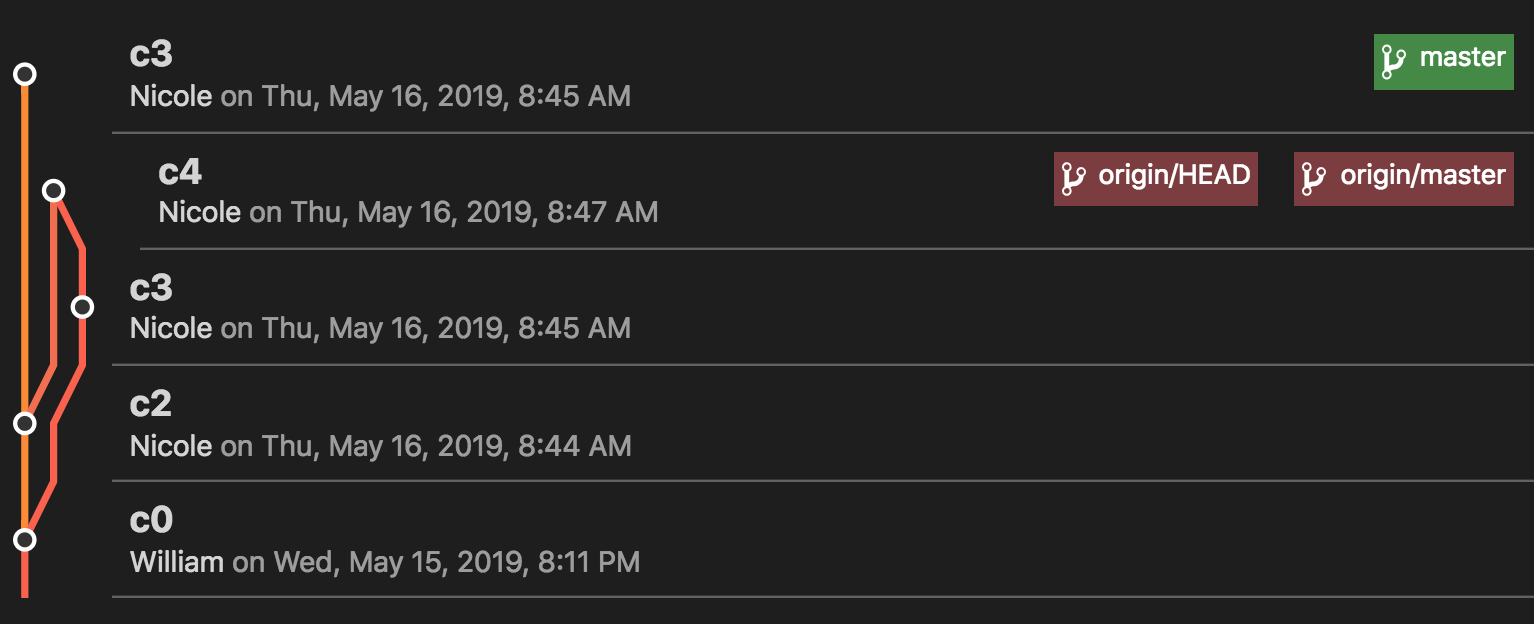 c3
master
Nicole on Thu, May 16, 2019, 8:45 AM
c4
origin/HEAD
origin/master
Nicole on Thu, May 16, 2019, 8:47 AM
c3
Nicole on Thu, May 16, 2019, 8:45 AM
c2
Nicole on Thu, May 16, 2019, 8:44 AM
c0
William on Wed, May 15, 2019, 8:11 PM